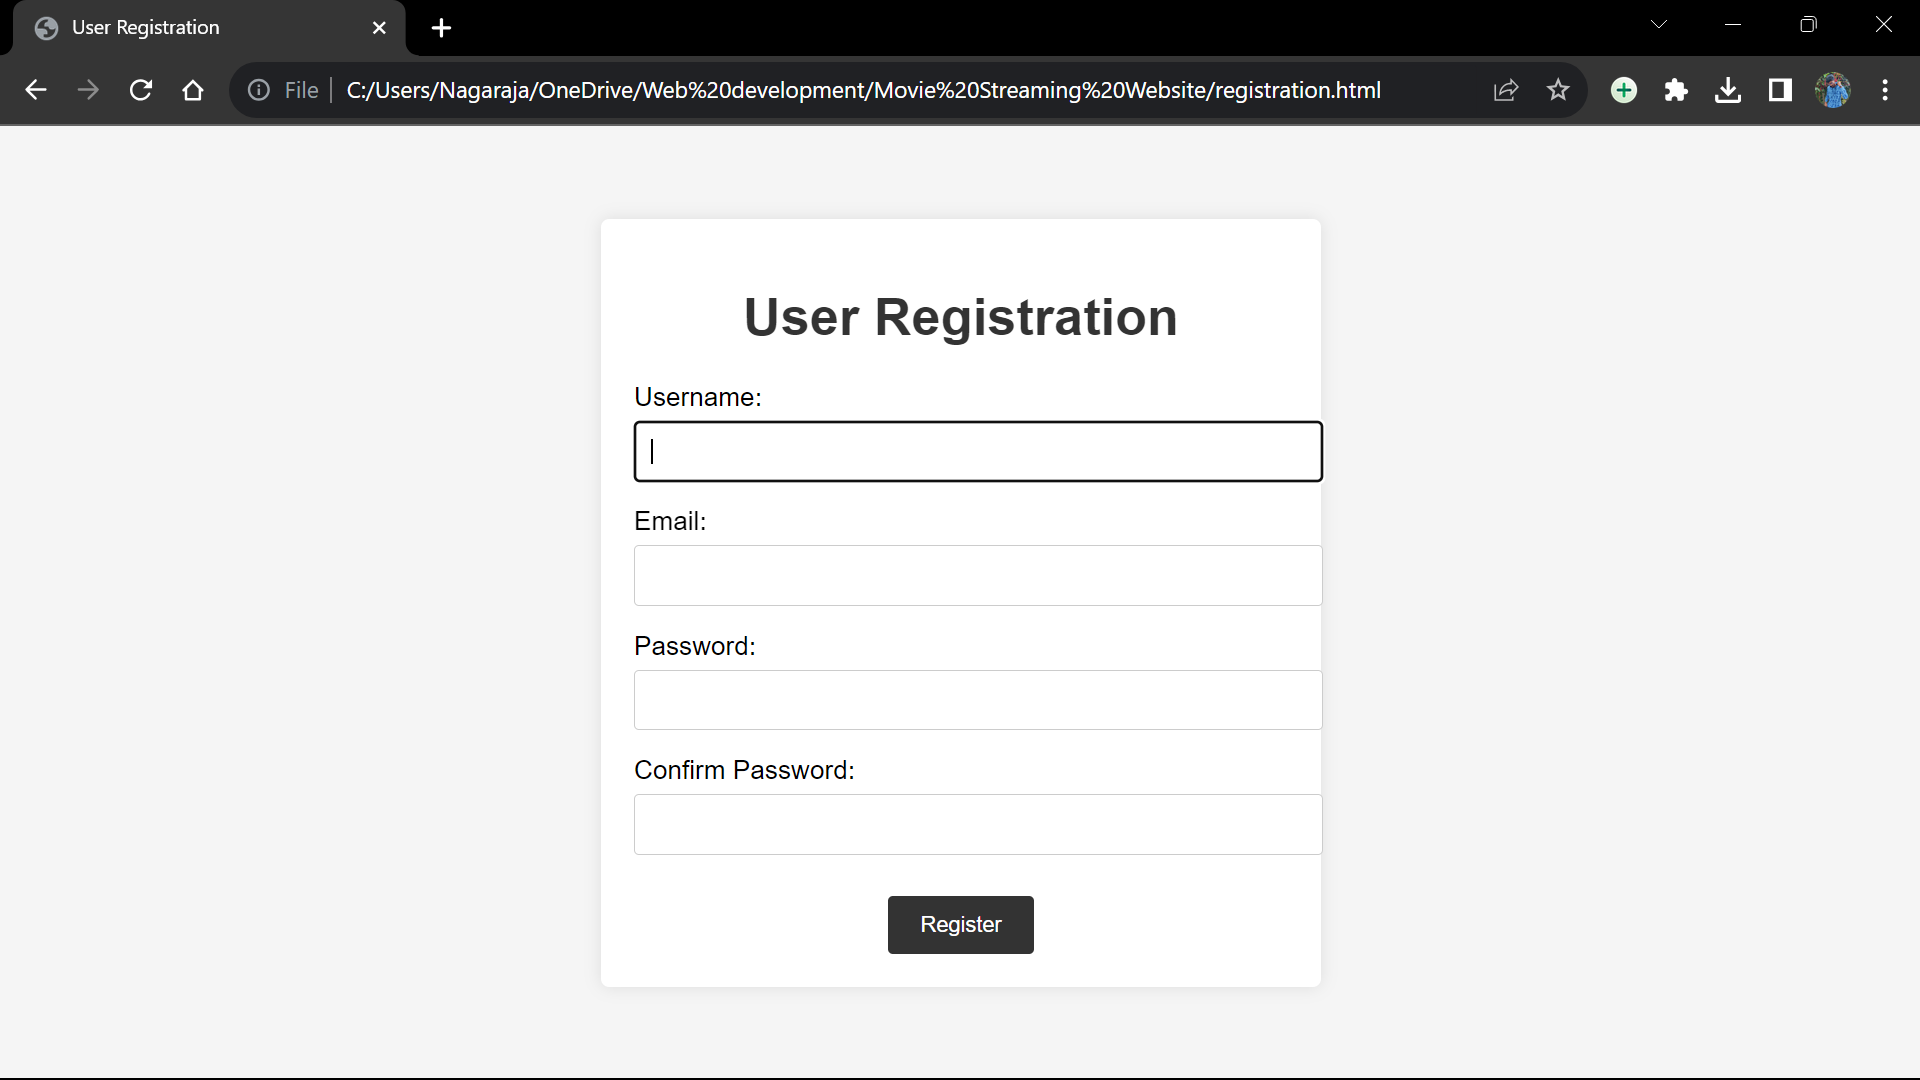 User Registration
File C:/Users/Nagaraja/OneDrive/Web%20development/Movie%20Streaming%20Website/registration.html
User Registration
Username:
Email:
Password:
Confirm Password:
Register